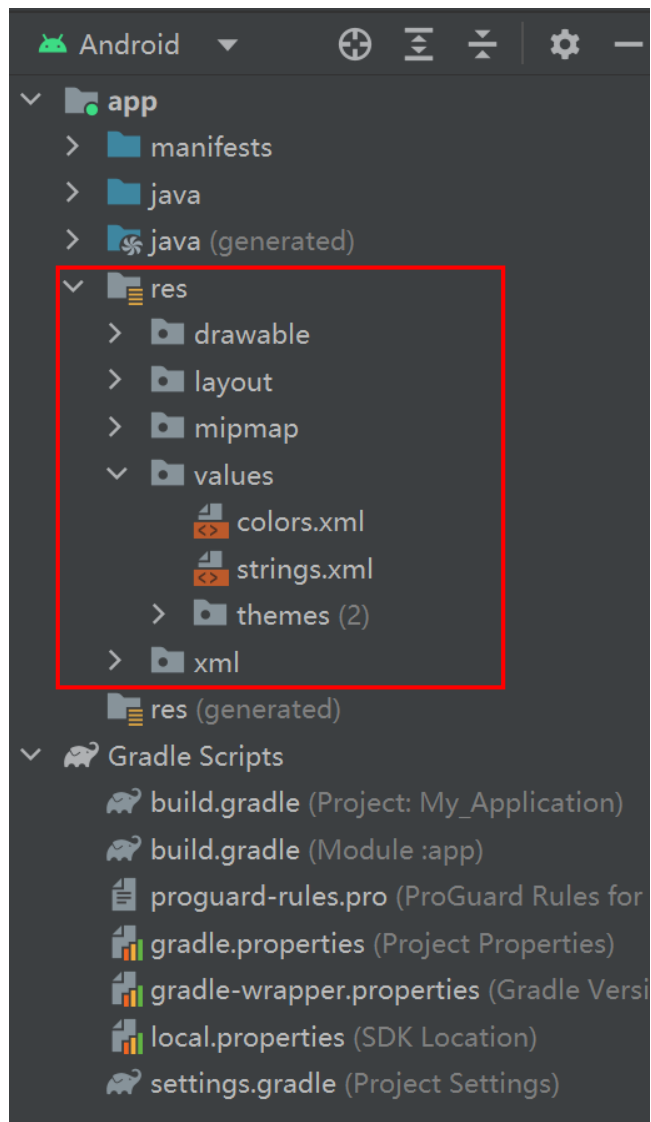 Android
app
manifests
java
java (generated)
res
drawable
layout
mipmap
values
colors.xml
strings.xml
themes (2)
xml
res (generated)
Gradle Scripts
build.gradle (Project: My_Application)
build.gradle (Module :app)
proguard-rules.pro (ProGuard Rules for
gradle.properties (Project Properties)
gradle-wrapper.properties (Gradle Versi
local.properties (SDK Location)
settings.gradle (Project Settings)